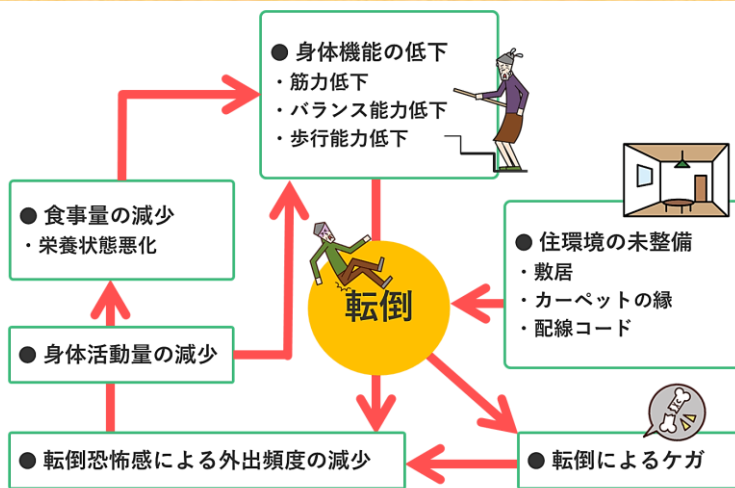 ● 身体機能の低下
・筋力低下
・バランス能力低下
・歩行能力低下
● 食事量の減少
・栄養状態悪化
● 住環境の未整備
・敷居
・カーペットの縁
・配線コード
転倒
● 身体活動量の減少
● 転倒恐怖感による外出頻度の減少
● 転倒によるケガ